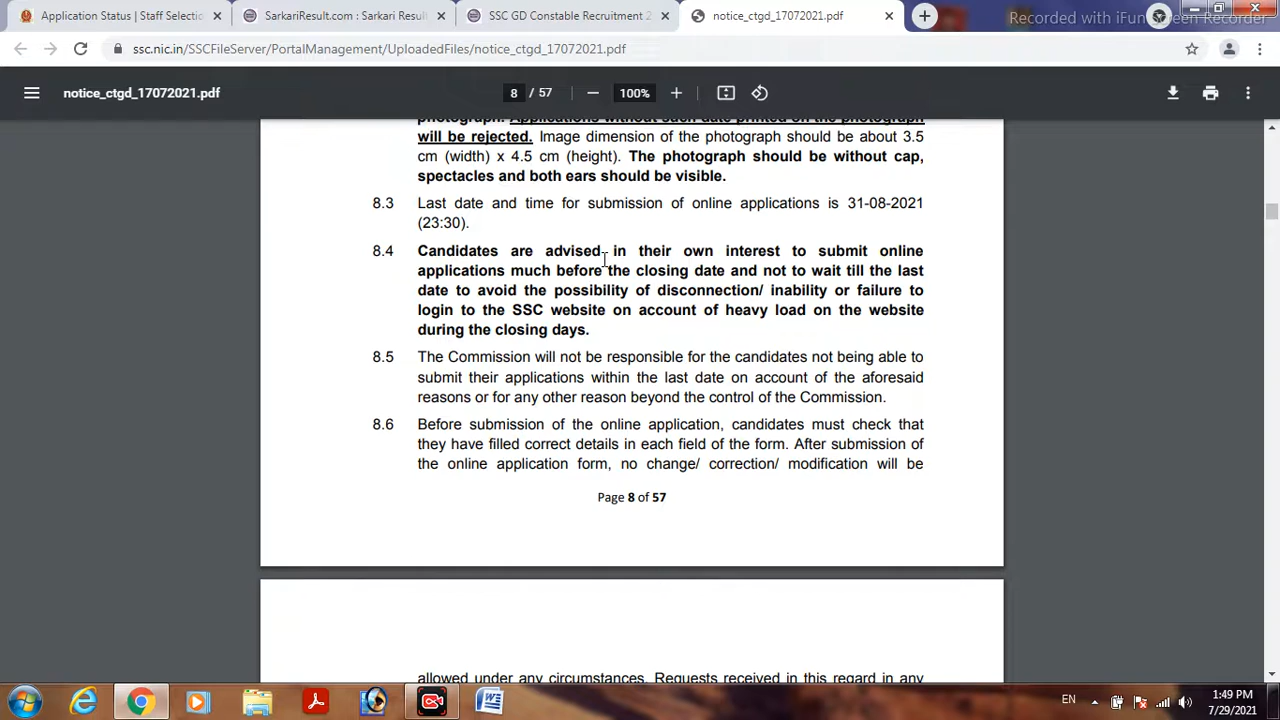 Application Status | Staff Selectio
SarkariResult.com : Sarkari Result
SSC GD Constable Recruitment 2
notice_ctgd_17072021.pdf
Recorded with iFun Screen Recorder
ssc.nic.in/SSCFileServer/PortalManagement/UploadedFiles/notice_ctgd_17072021.pdf
notice_ctgd_17072021.pdf
8 / 57
100%
photograph. Applications without such date printed on the photograph
will be rejected. Image dimension of the photograph should be about 3.5
cm (width) x 4.5 cm (height). The photograph should be without cap,
spectacles and both ears should be visible.
8.3 Last date and time for submission of online applications is 31-08-2021
(23:30).
8.4 Candidates are advised in their own interest to submit online
applications much before the closing date and not to wait till the last
date to avoid the possibility of disconnection/ inability or failure to
login to the SSC website on account of heavy load on the website
during the closing days.
8.5 The Commission will not be responsible for the candidates not being able to
submit their applications within the last date on account of the aforesaid
reasons or for any other reason beyond the control of the Commission.
8.6 Before submission of the online application, candidates must check that
they have filled correct details in each field of the form. After submission of
the online application form, no change/ correction/ modification will be
Page 8 of 57
allowed under any circumstances. Requests received in this regard in any
EN
1:49 PM
7/29/2021